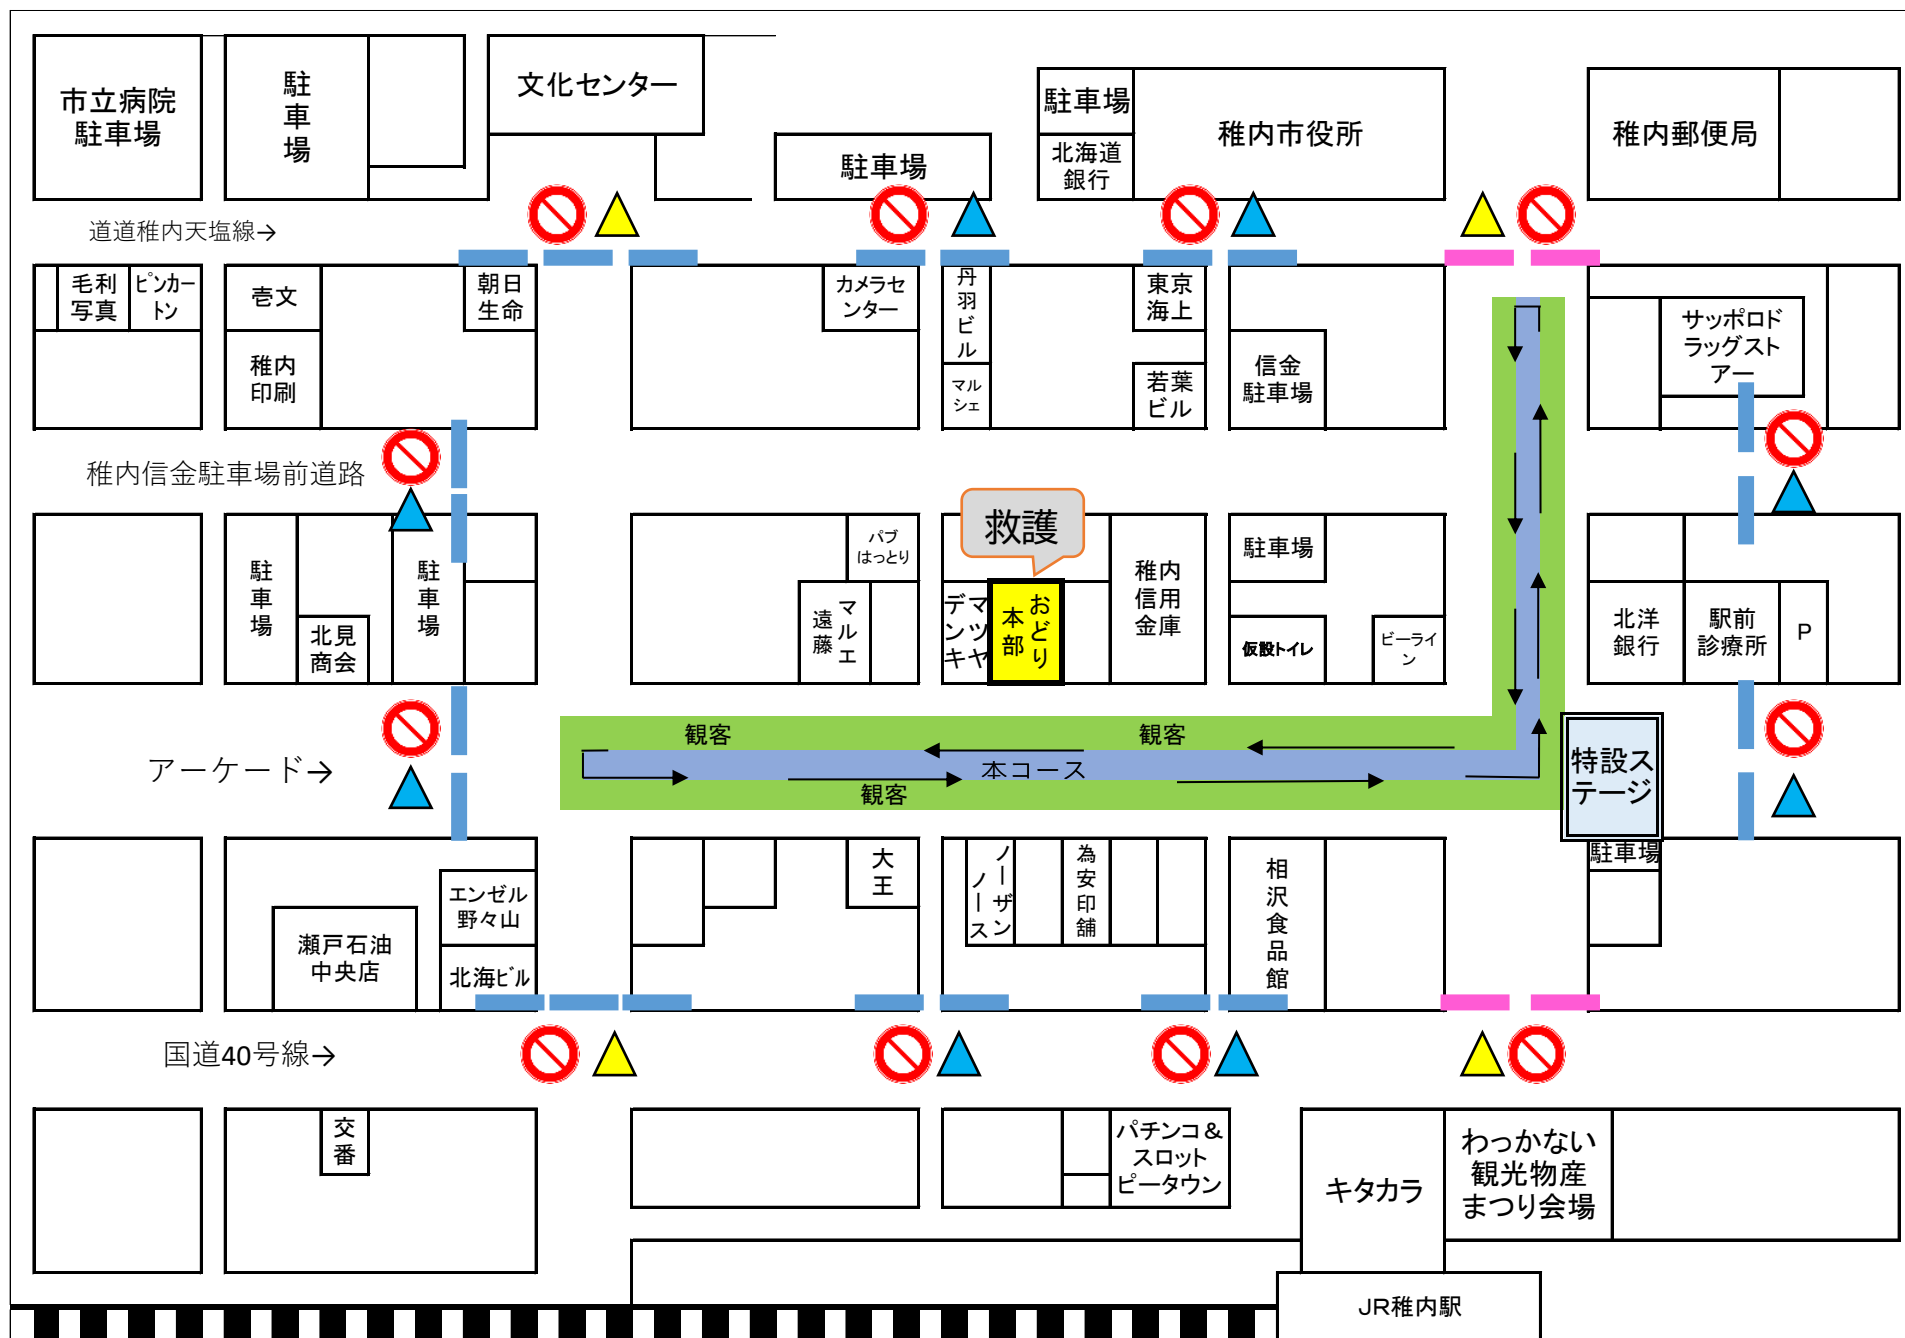 市立病院
駐車場
駐車場
文化センター
駐車場
駐車場
北海道
銀行
稚内市役所
稚内郵便局
道道稚内天塩線→
毛利
写真
ピンカー
トン
壱文
稚内
印刷
朝日
生命
カメラセ
ンター
丹羽ビル
マル
シェ
東京
海上
若葉
ビル
信金
駐車場
サッポロド
ラッグスト
アー
稚内信金駐車場前道路
駐車場
北見
商会
駐車場
パブ
はっとり
マルエ
遠藤
救護
マツヤ
デンキ
おどり
本部
稚内
信用
金庫
駐車場
仮設トイレ
ビーライ
ン
北洋
銀行
駅前
診療所
P
アーケード→
観客
観客
本コース
観客
特設ス
テージ
エンゼル
野々山
瀬戸石油
中央店
北海ビル
大王
ノーザン
ノース
為安印舗
相沢食品館
駐車場
国道40号線→
交番
パチンコ&
スロット
ピータウン
キタカラ
わっかない
観光物産
まつり会場
JR稚内駅